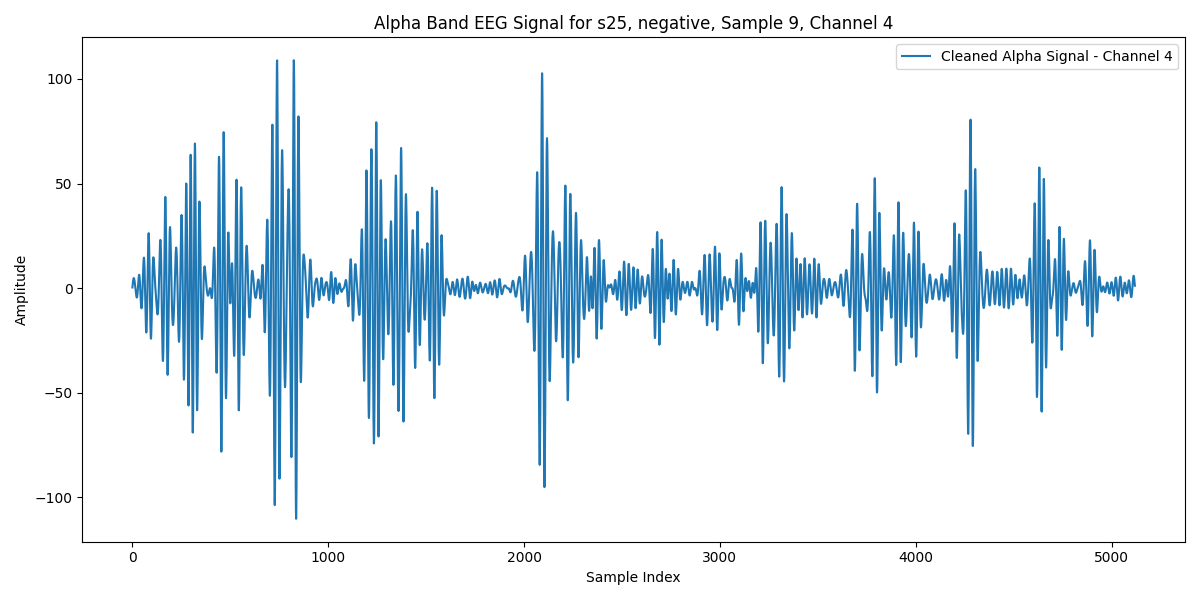 Alpha Band EEG Signal for s25, negative, Sample 9, Channel 4
Cleaned Alpha Signal - Channel 4
Amplitude
100
50
0
−50
−100
0 1000 2000 3000 4000 5000
Sample Index